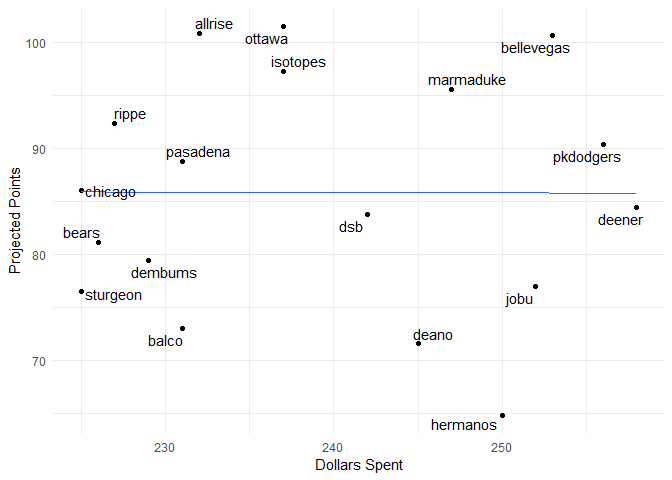 allrise
ottawa
bellevegas
isotopes
marmaduke
rippe
pasadena
pkdodgers
chicago
deener
bears
dsb
dembums
sturgeon
jobu
balco
deano
hermanos
100
90
80
70
Projected Points
230
240
250
Dollars Spent